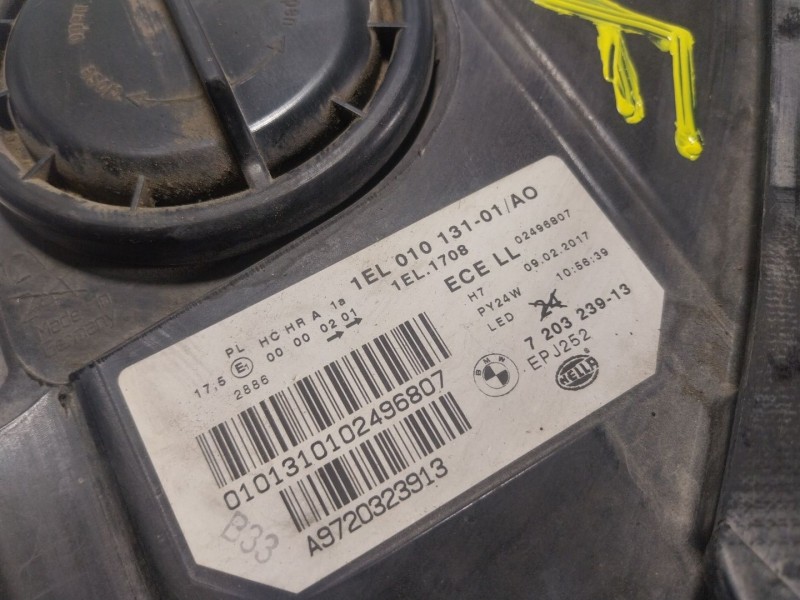 1EL 010 131-01/AO
1EL.1708
PL HC HR A 1a
17,5 E1 00 00 0201
2886
ECE LL 02496807
H7 09.02.2017
PY24W 10:56:39
LED 24
7 203 239-13
BMW EPJ252
HELLA
0101310102496807
A9720323913
B33